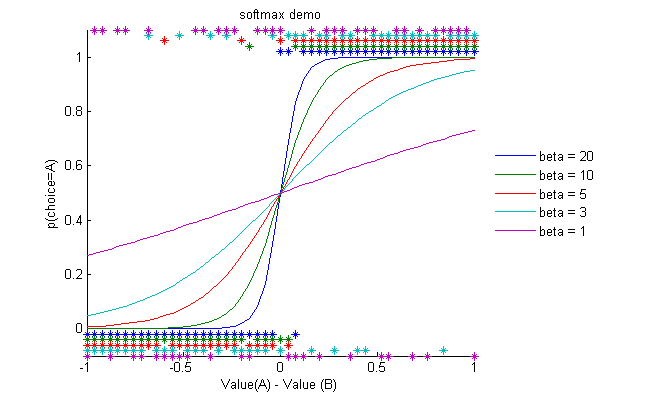 softmax demo
1
0.8
0.6
0.4
0.2
0
p(choice=A)
-1 -0.5 0 0.5 1
Value(A) - Value (B)
beta = 20
beta = 10
beta = 5
beta = 3
beta = 1